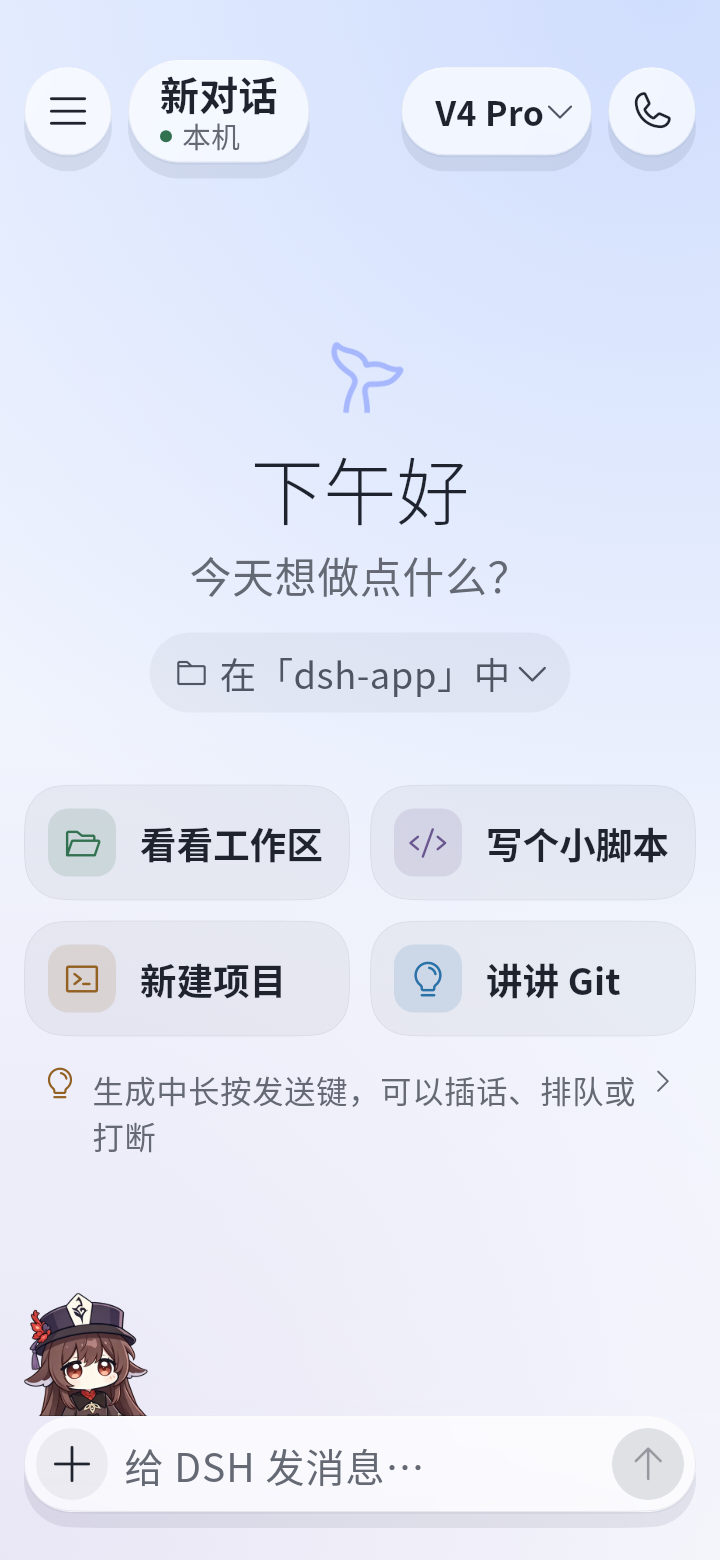 新对话
本机
V4 Pro
下午好
今天想做点什么？
在「dsh-app」中
看看工作区
写个小脚本
新建项目
讲讲 Git
生成中长按发送键，可以插话、排队或
打断
给 DSH 发消息…